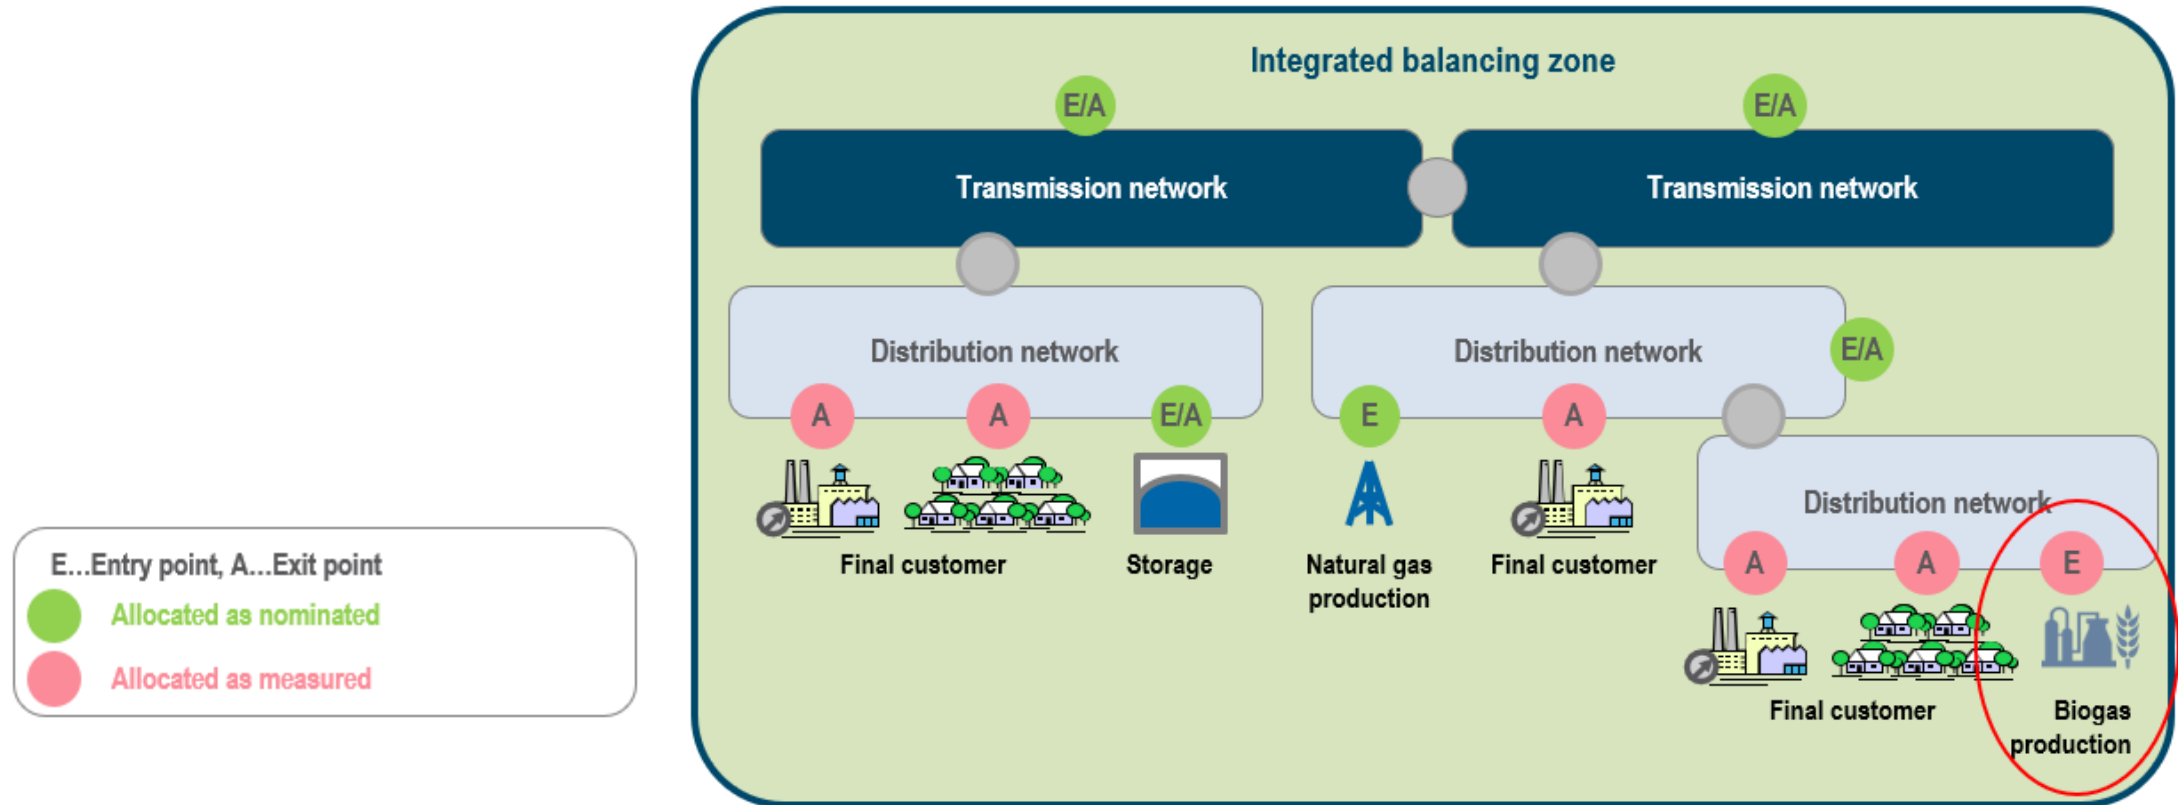 Integrated balancing zone
E/A
E/A
Transmission network
Transmission network
Distribution network
Distribution network
E/A
A
A
E/A
E
A
Distribution network
Final customer
Storage
Natural gas
production
Final customer
A
A
E
Final customer
Biogas
production
E...Entry point, A...Exit point
Allocated as nominated
Allocated as measured